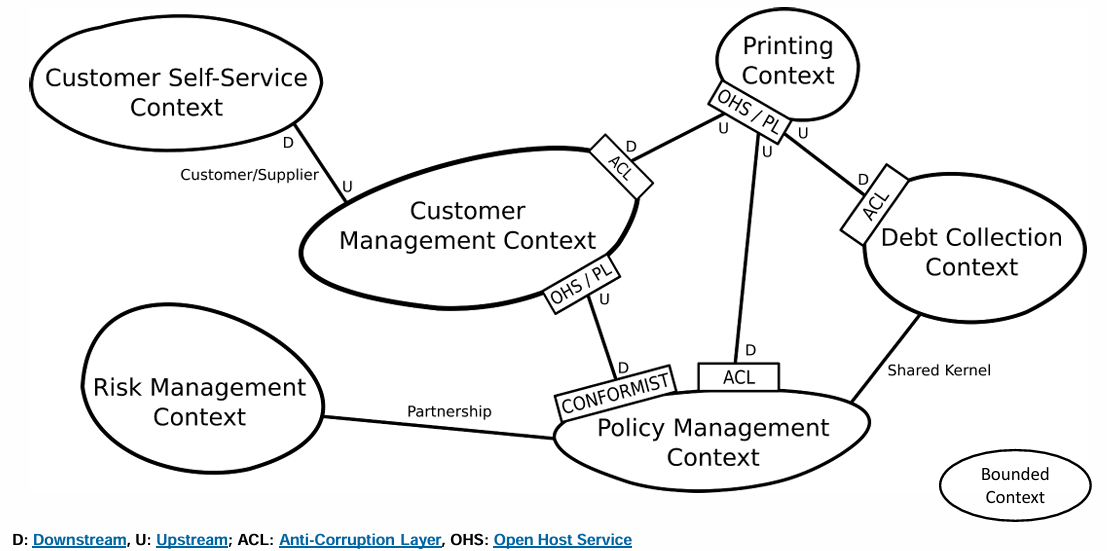 Customer Self-Service
Context
Printing
Context
OHS / PL
U
U
U
D
Customer/Supplier
U
D
ACL
D
ACL
Customer
Management Context
Debt Collection
Context
OHS / PL
U
D
CONFORMIST
D
ACL
Shared Kernel
Risk Management
Context
Partnership
Policy Management
Context
Bounded
Context
D: Downstream, U: Upstream; ACL: Anti-Corruption Layer, OHS: Open Host Service